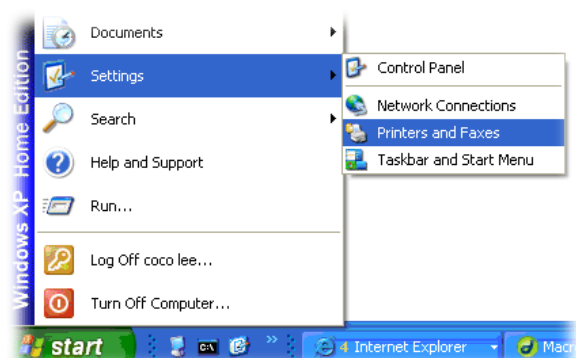 Windows XP Home Edition
Documents
Settings
Search
Help and Support
Run...
Log Off coco lee...
Turn Off Computer...
Control Panel
Network Connections
Printers and Faxes
Taskbar and Start Menu
start
C:\
»
4 Internet Explorer
Macr